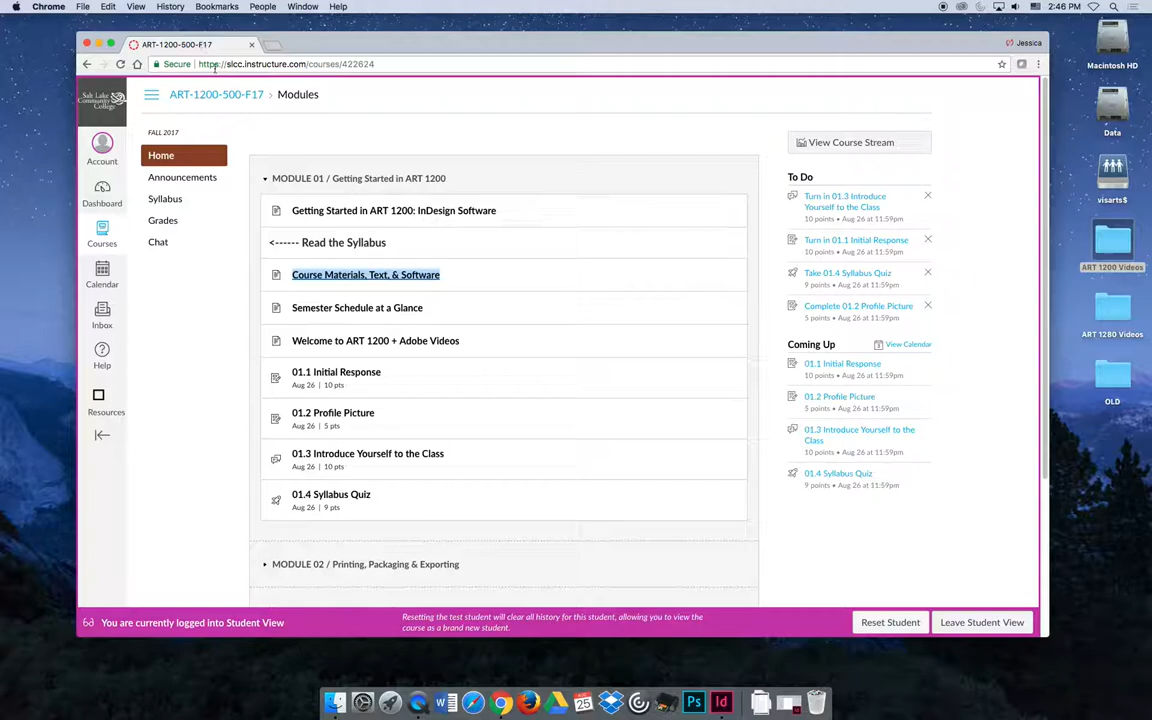 Chrome File Edit View History Bookmarks People Window Help 2:46 PM
ART-1200-500-F17
Jessica
Secure https://slcc.instructure.com/courses/422624
Salt Lake
Community
College
ART-1200-500-F17 > Modules
Account
Dashboard
Courses
Calendar
Inbox
Help
Resources
FALL 2017
Home
Announcements
Syllabus
Grades
Chat
MODULE 01 / Getting Started in ART 1200
Getting Started in ART 1200: InDesign Software
<------ Read the Syllabus
Course Materials, Text, & Software
Semester Schedule at a Glance
Welcome to ART 1200 + Adobe Videos
01.1 Initial Response
Aug 26 | 10 pts
01.2 Profile Picture
Aug 26 | 5 pts
01.3 Introduce Yourself to the Class
Aug 26 | 10 pts
01.4 Syllabus Quiz
Aug 26 | 9 pts
MODULE 02 / Printing, Packaging & Exporting
View Course Stream
To Do
Turn in 01.3 Introduce
Yourself to the Class
10 points • Aug 26 at 11:59pm
Turn in 01.1 Initial Response
10 points • Aug 26 at 11:59pm
Take 01.4 Syllabus Quiz
9 points • Aug 26 at 11:59pm
Complete 01.2 Profile Picture
5 points • Aug 26 at 11:59pm
Coming Up
View Calendar
01.1 Initial Response
10 points • Aug 26 at 11:59pm
01.2 Profile Picture
5 points • Aug 26 at 11:59pm
01.3 Introduce Yourself to the
Class
10 points • Aug 26 at 11:59pm
01.4 Syllabus Quiz
9 points • Aug 26 at 11:59pm
You are currently logged into Student View
Resetting the test student will clear all history for this student, allowing you to view the
course as a brand new student.
Reset Student
Leave Student View
Macintosh HD
Data
visarts$
ART 1200 Videos
ART 1280 Videos
OLD
W
25
Ps
Id